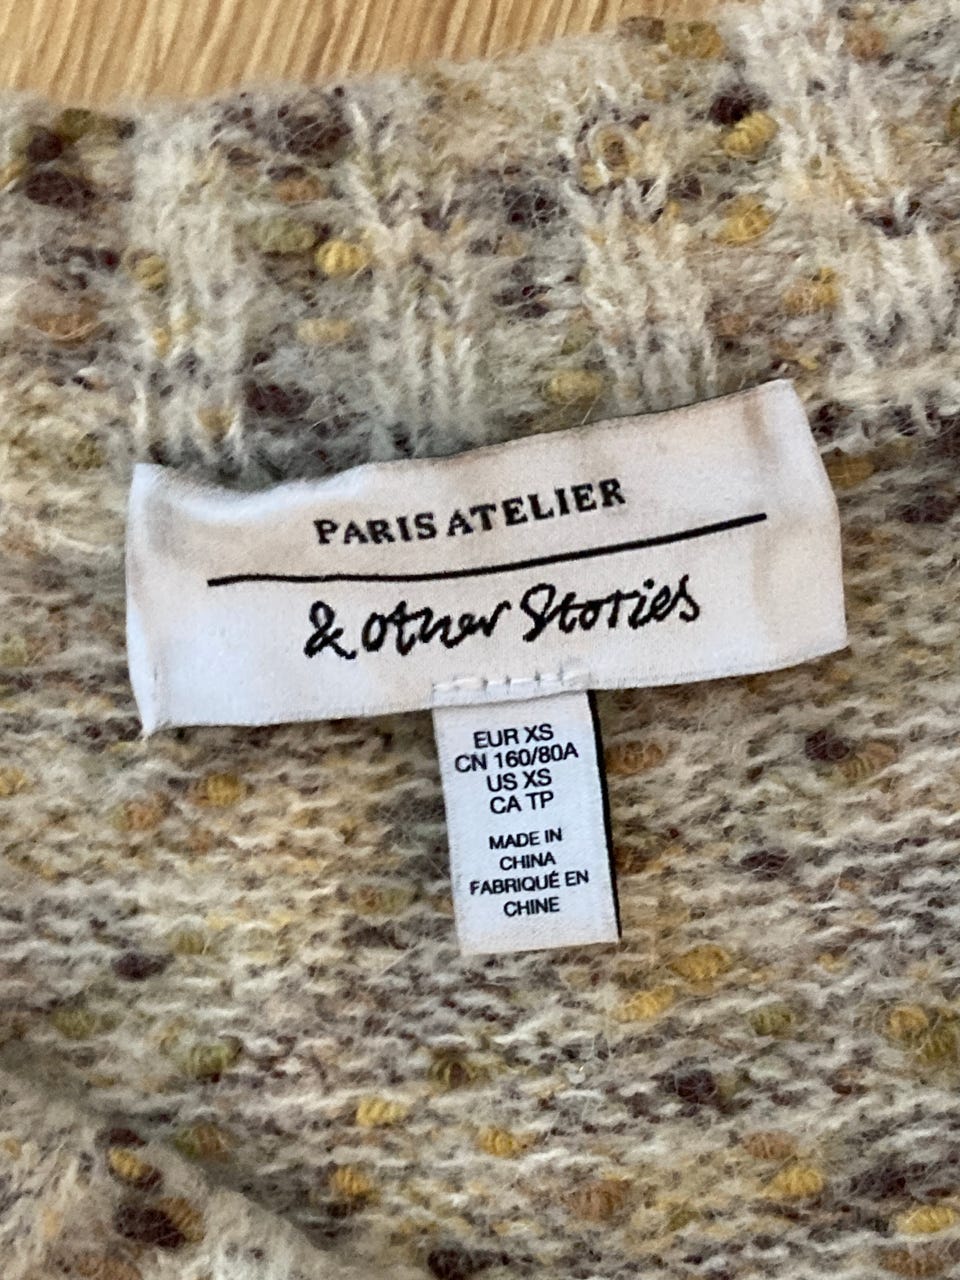 PARIS ATELIER
& other Stories
EUR XS
CN 160/80A
US XS
CA TP
MADE IN
CHINA
FABRIQUÉ EN
CHINE